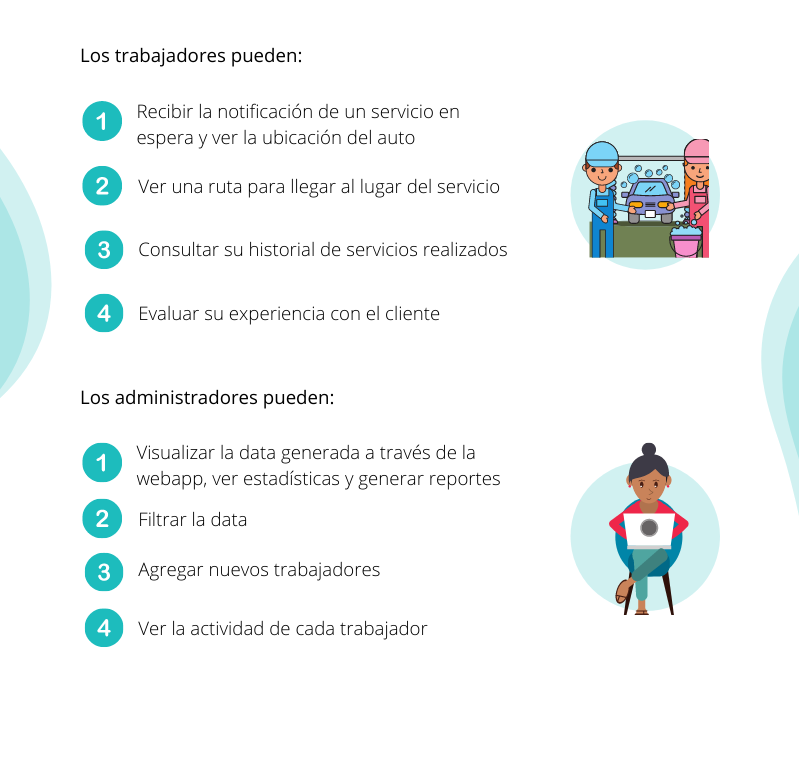 Los trabajadores pueden:
1 Recibir la notificación de un servicio en
espera y ver la ubicación del auto
2 Ver una ruta para llegar al lugar del servicio
3 Consultar su historial de servicios realizados
4 Evaluar su experiencia con el cliente
Los administradores pueden:
1 Visualizar la data generada a través de la
webapp, ver estadísticas y generar reportes
2 Filtrar la data
3 Agregar nuevos trabajadores
4 Ver la actividad de cada trabajador